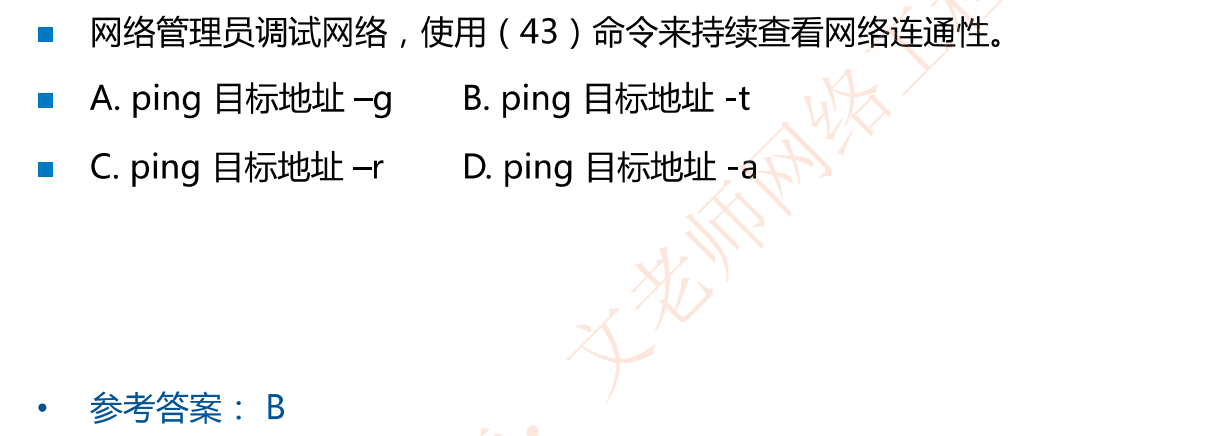 网络管理员调试网络，使用（43）命令来持续查看网络连通性。
A. ping 目标地址 –g B. ping 目标地址 -t
C. ping 目标地址 –r D. ping 目标地址 -a
文老师网络工程
参考答案： B